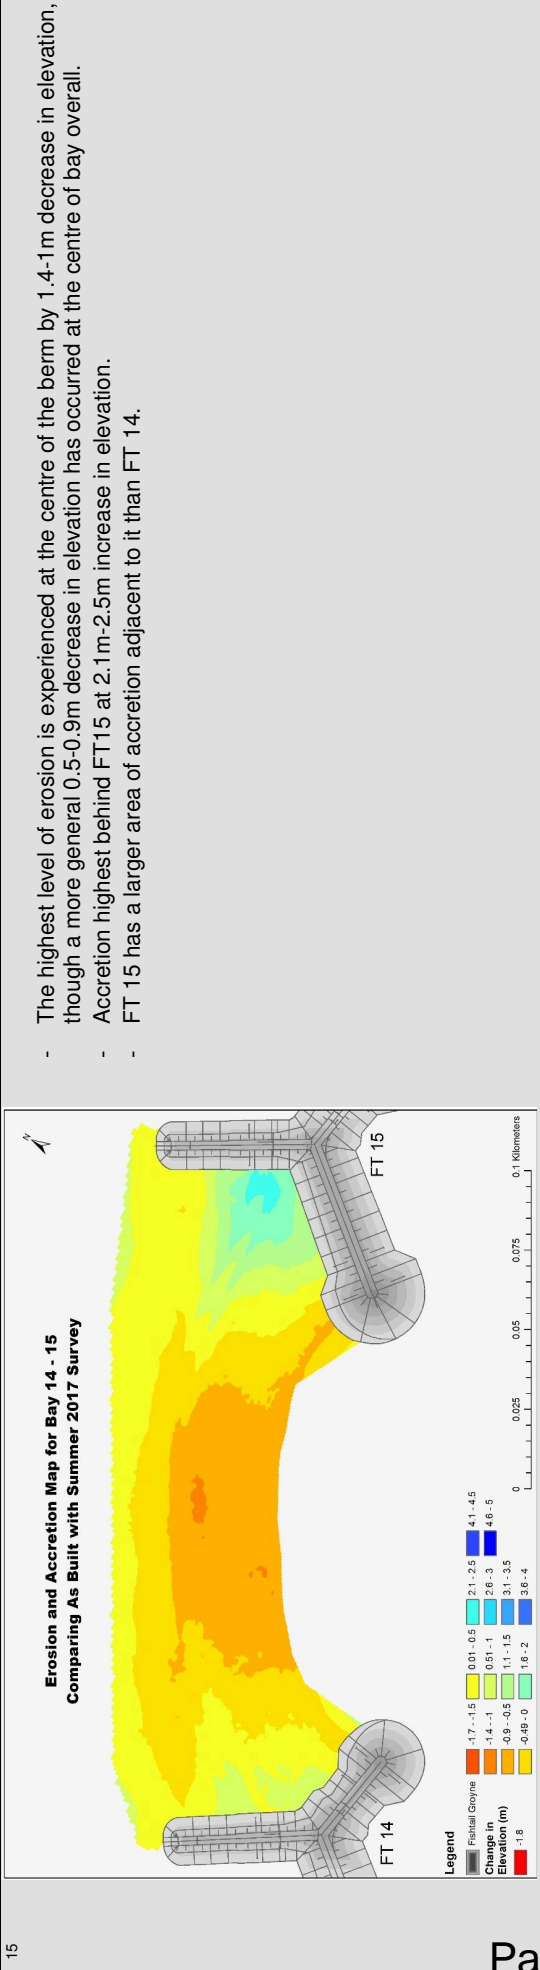 15
Erosion and Accretion Map for Bay 14 - 15
Comparing As Built with Summer 2017 Survey
N
FT 14
FT 15
Legend
Fishtail Groyne
Change in
Elevation (m)
-1.8
-1.7 - -1.5
-1.4 - -1
-0.9 - -0.5
-0.49 - 0
0.01 - 0.5
0.51 - 1
1.1 - 1.5
1.6 - 2
2.1 - 2.5
2.6 - 3
3.1 - 3.5
3.6 - 4
4.1 - 4.5
4.6 - 5
0 0.025 0.05 0.075 0.1 Kilometers
- The highest level of erosion is experienced at the centre of the berm by 1.4-1m decrease in elevation,
though a more general 0.5-0.9m decrease in elevation has occurred at the centre of bay overall.
- Accretion highest behind FT15 at 2.1m-2.5m increase in elevation.
- FT 15 has a larger area of accretion adjacent to it than FT 14.
Pa